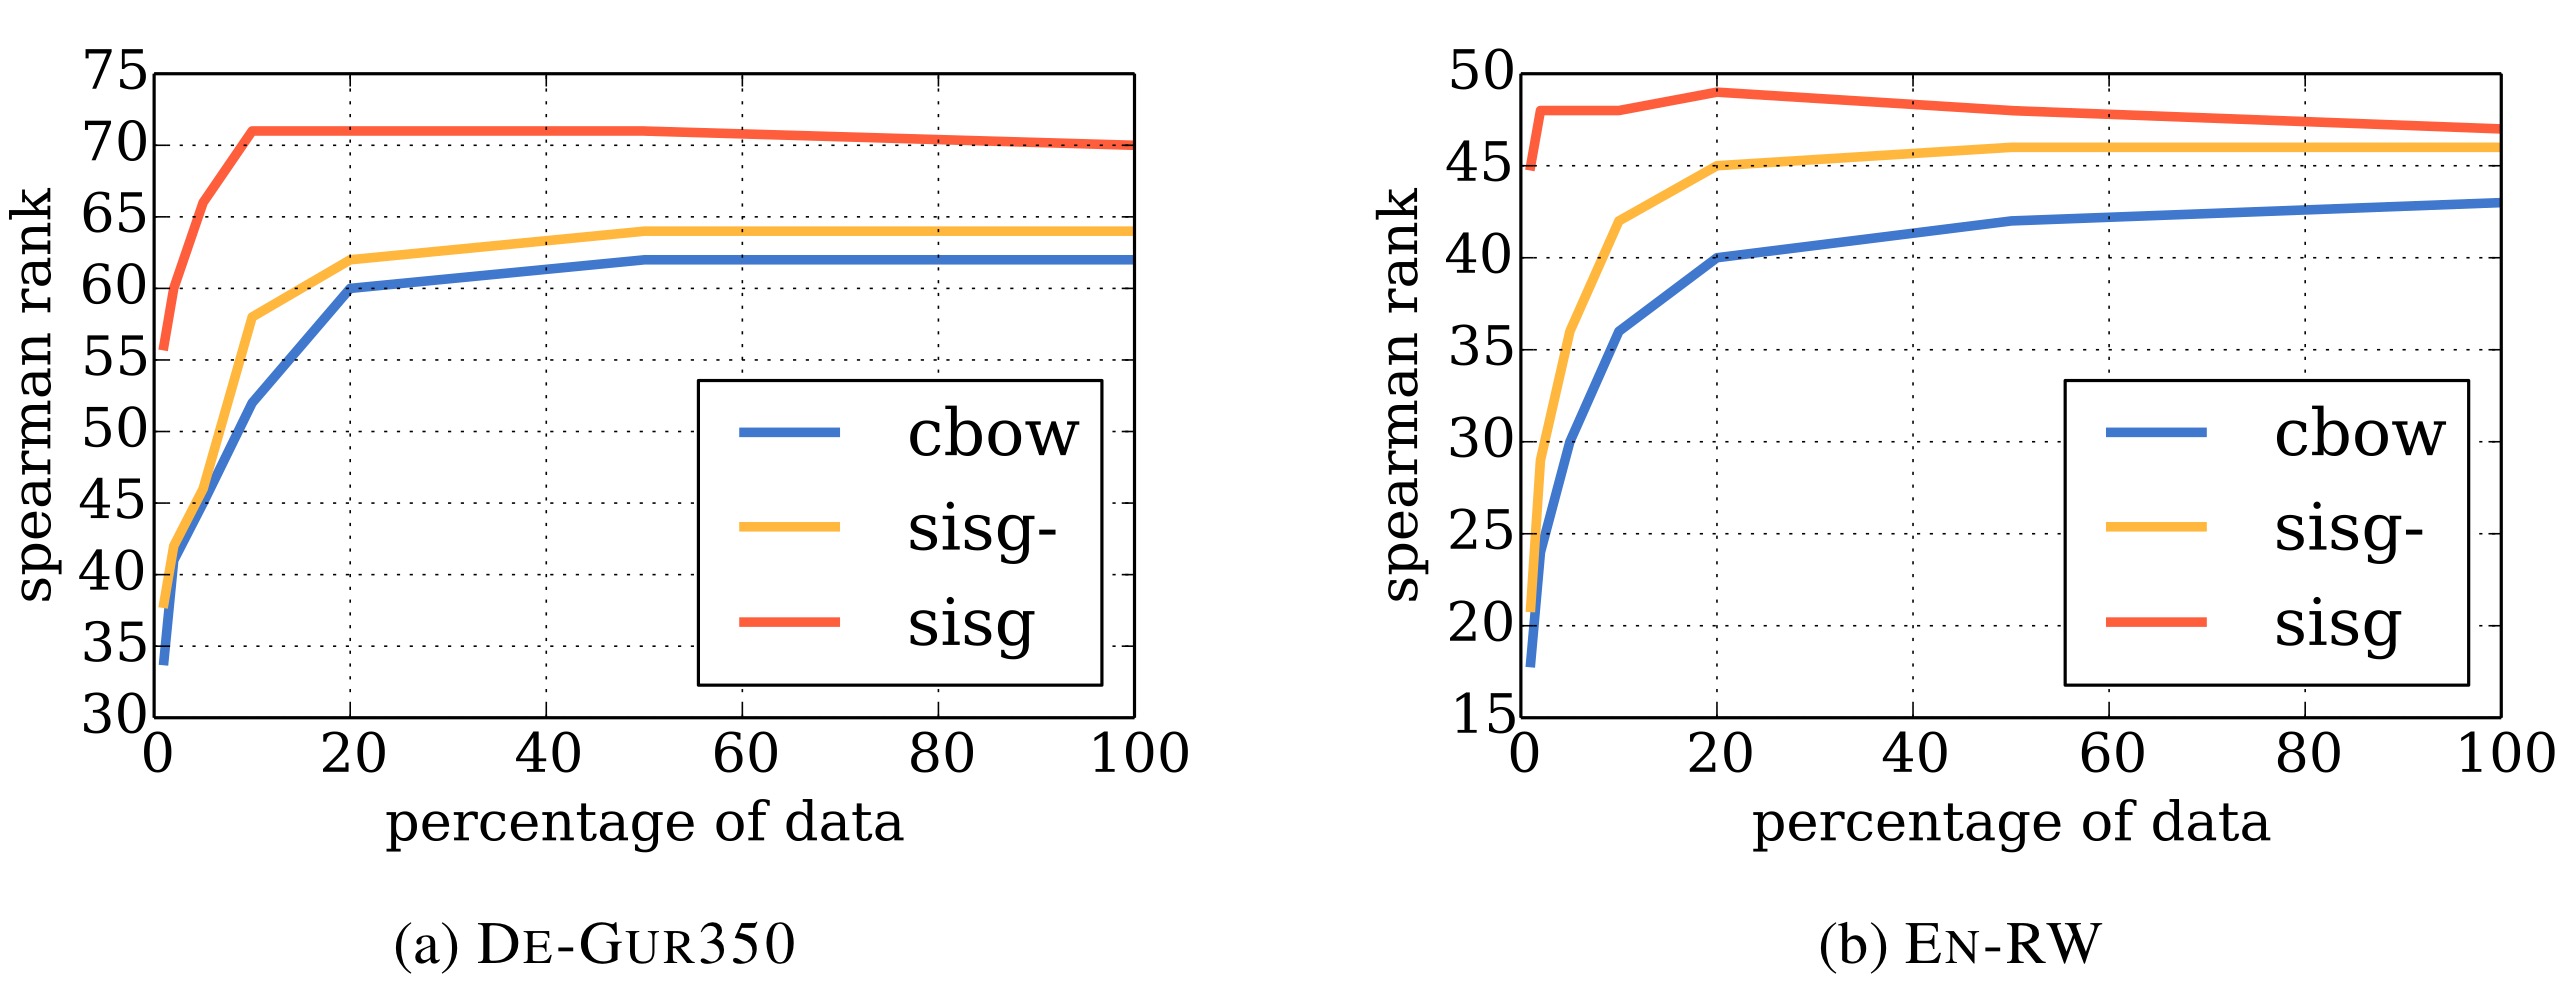 75
70
65
60
55
50
45
40
35
30
spearman rank
0 20 40 60 80 100
percentage of data
cbow
sisg-
sisg
(a) DE-GUR350
50
45
40
35
30
25
20
15
spearman rank
0 20 40 60 80 100
percentage of data
cbow
sisg-
sisg
(b) EN-RW